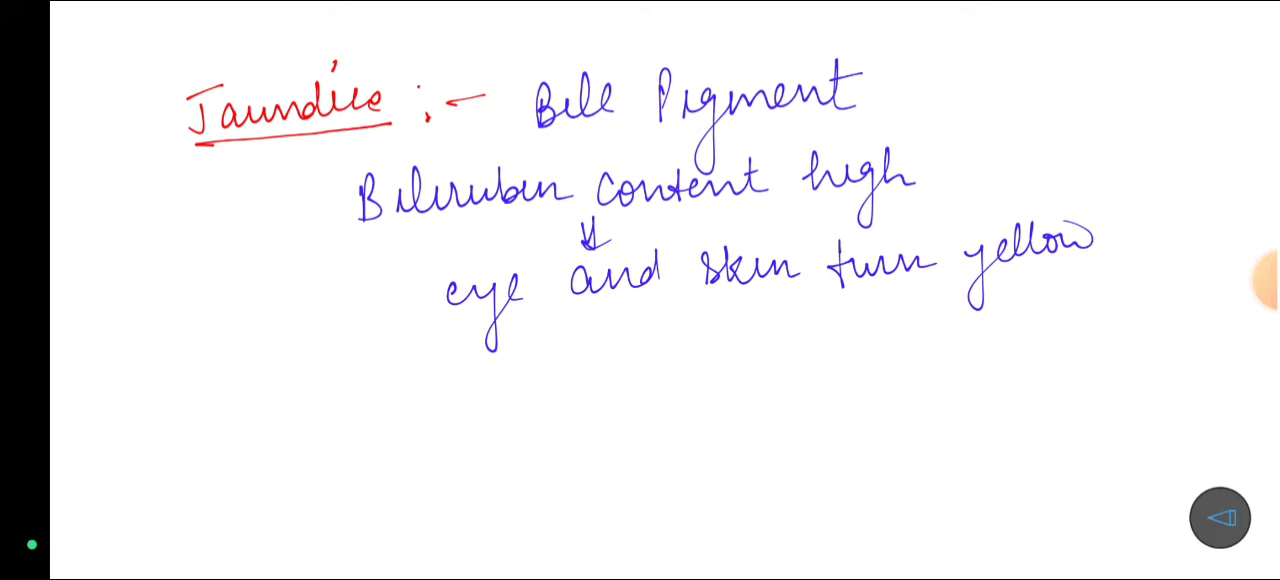 Jaundice :- Bile Pigment
Bilirubin content high
↓
eye and skin turn yellow